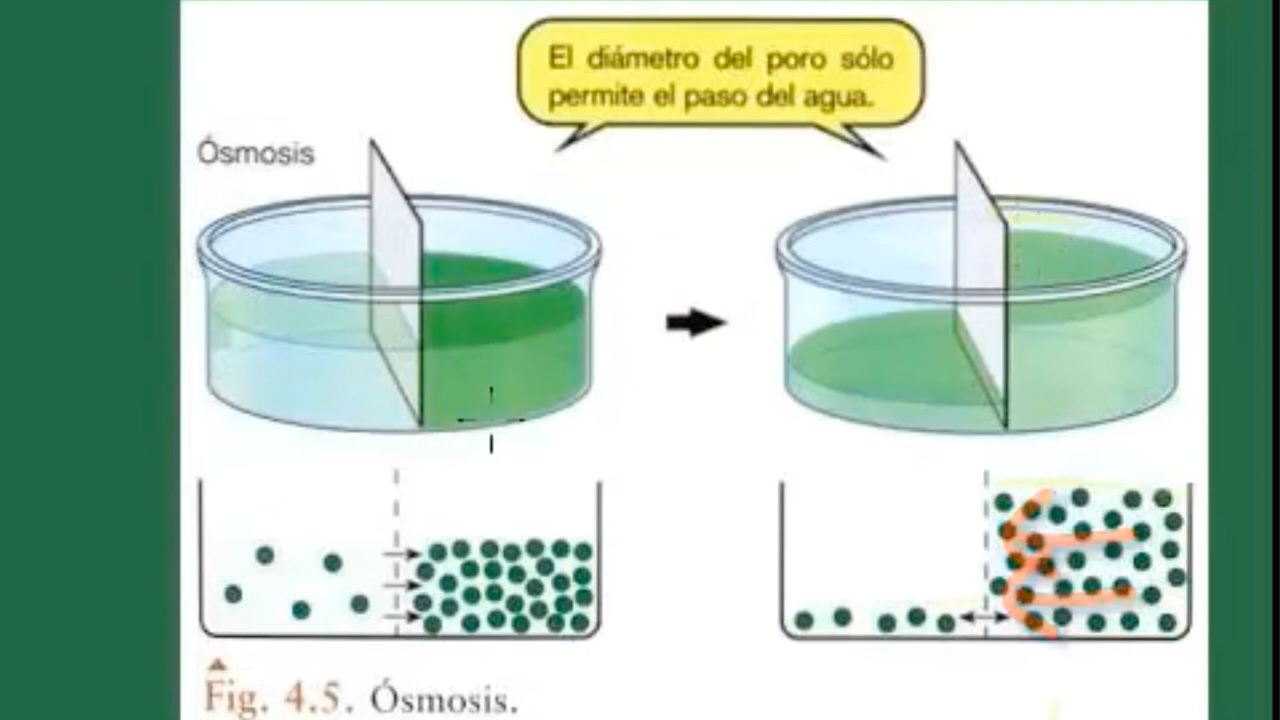 El diámetro del poro sólo
permite el paso del agua.
Ósmosis
Fig. 4.5. Ósmosis.